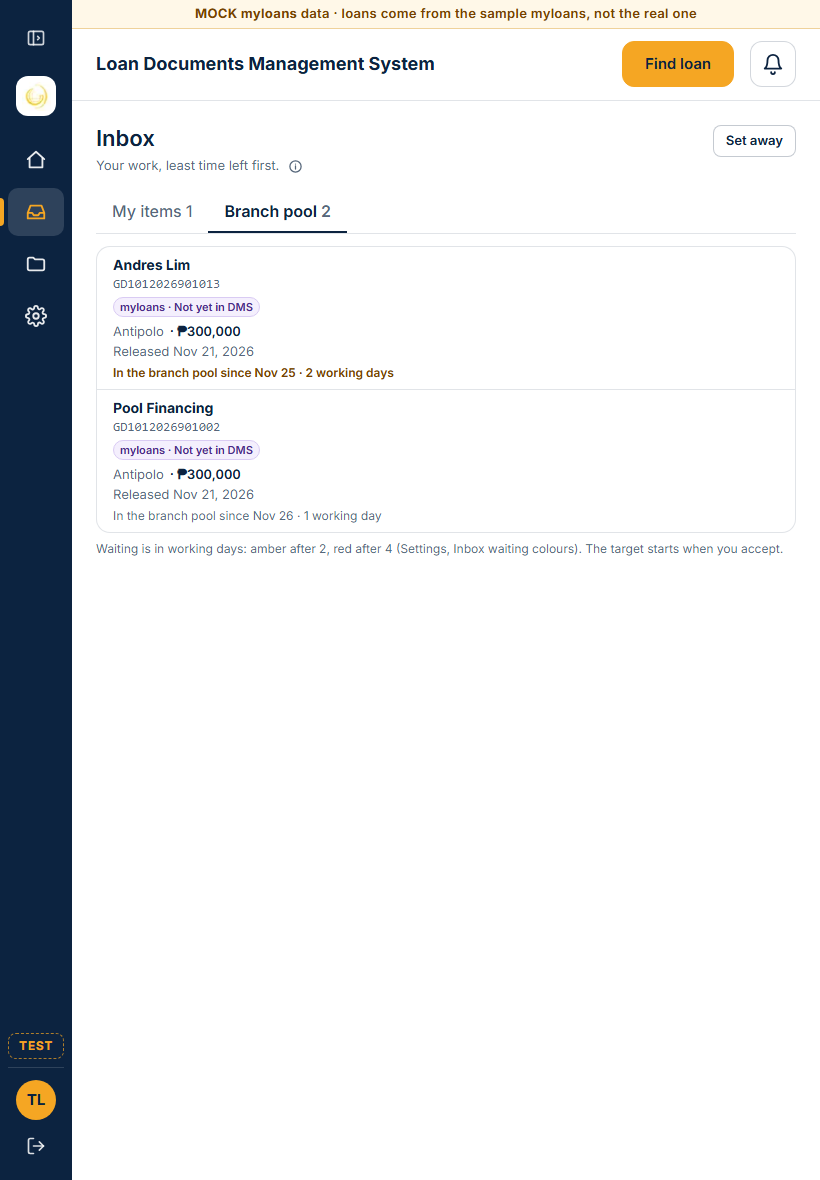 MOCK myloans data · loans come from the sample myloans, not the real one
Loan Documents Management System
Find loan
Inbox
Set away
Your work, least time left first.
My items 1
Branch pool 2
Andres Lim
GD1012026901013
myloans · Not yet in DMS
Antipolo · ₱300,000
Released Nov 21, 2026
In the branch pool since Nov 25 · 2 working days
Pool Financing
GD1012026901002
myloans · Not yet in DMS
Antipolo · ₱300,000
Released Nov 21, 2026
In the branch pool since Nov 26 · 1 working day
Waiting is in working days: amber after 2, red after 4 (Settings, Inbox waiting colours). The target starts when you accept.
TEST
TL